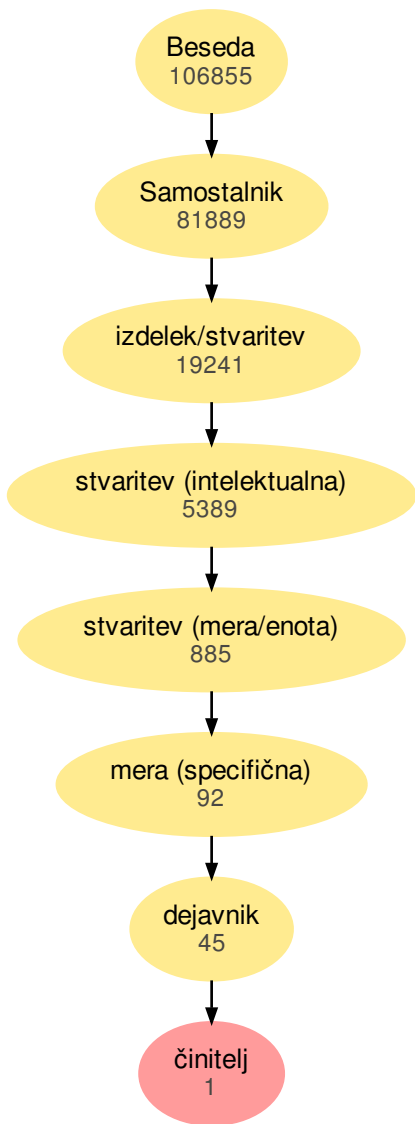 Beseda
106855
Samostalnik
81889
izdelek/stvaritev
19241
stvaritev (intelektualna)
5389
stvaritev (mera/enota)
885
mera (specifična)
92
dejavnik
45
činitelj
1